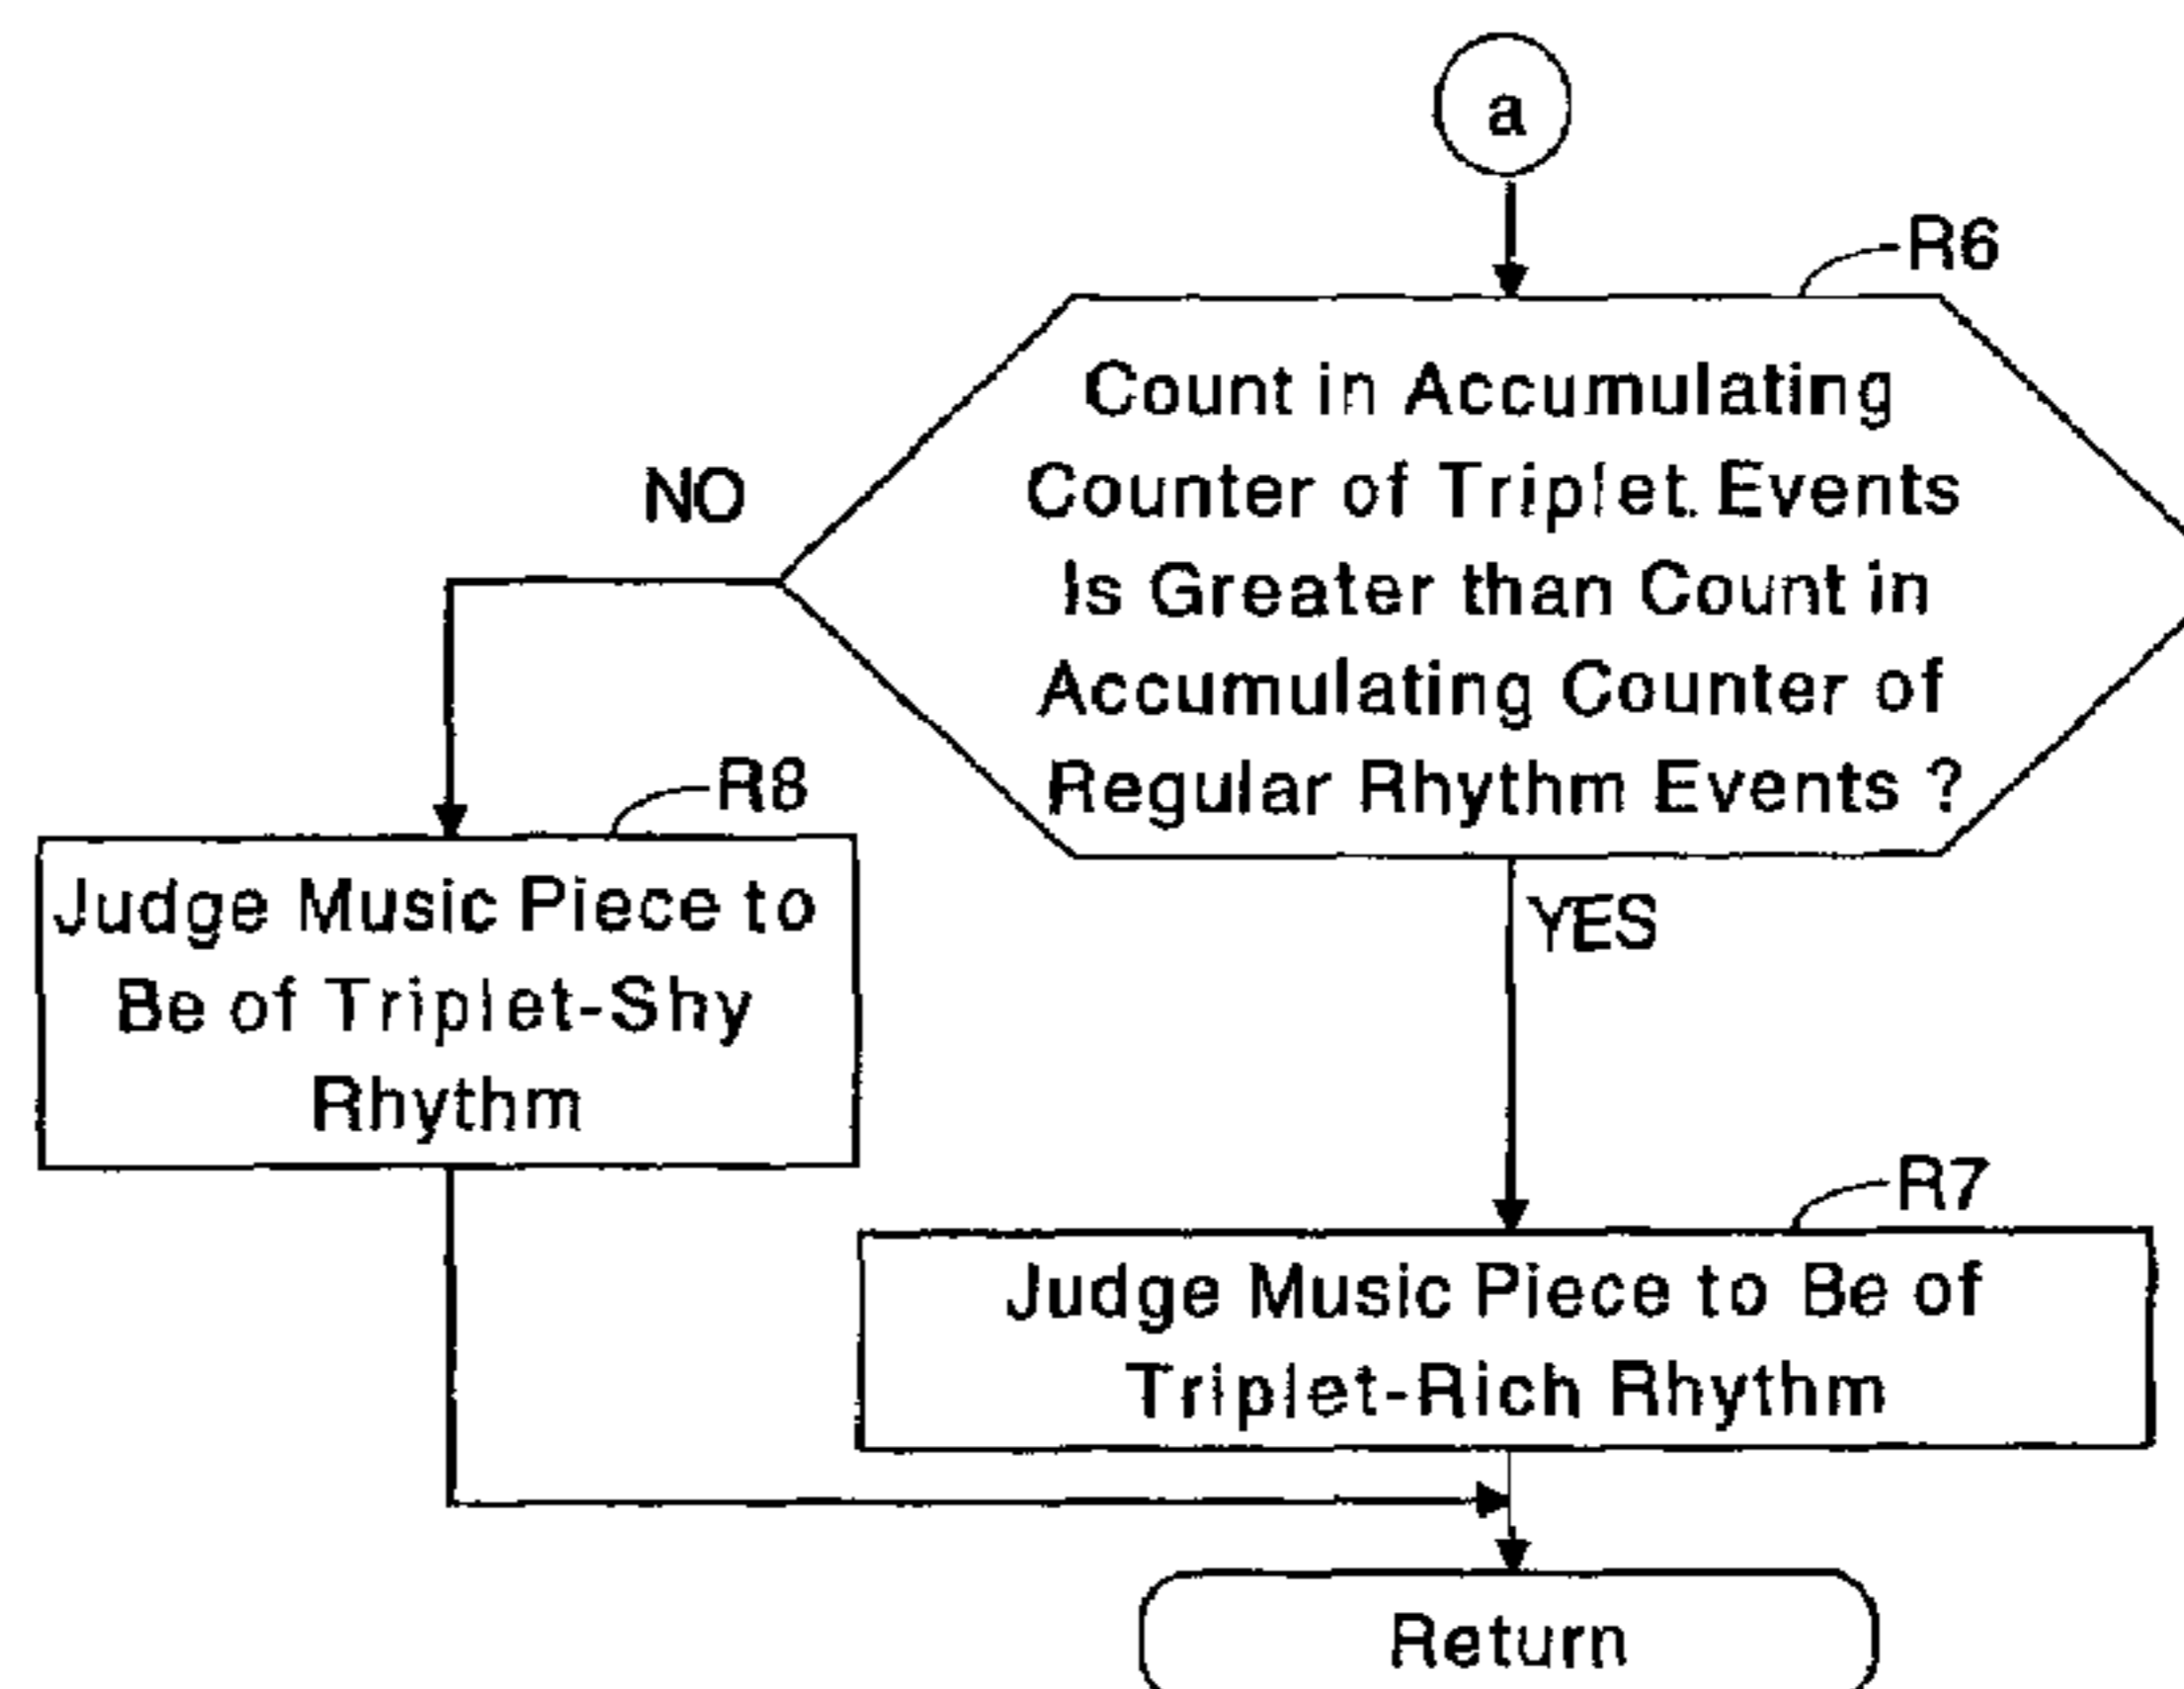 a
R6
Count in Accumulating
Counter of Triplet Events
Is Greater than Count in
Accumulating Counter of
Regular Rhythm Events ?
NO
YES
R8
Judge Music Piece to
Be of Triplet-Shy
Rhythm
R7
Judge Music Piece to Be of
Triplet-Rich Rhythm
Return